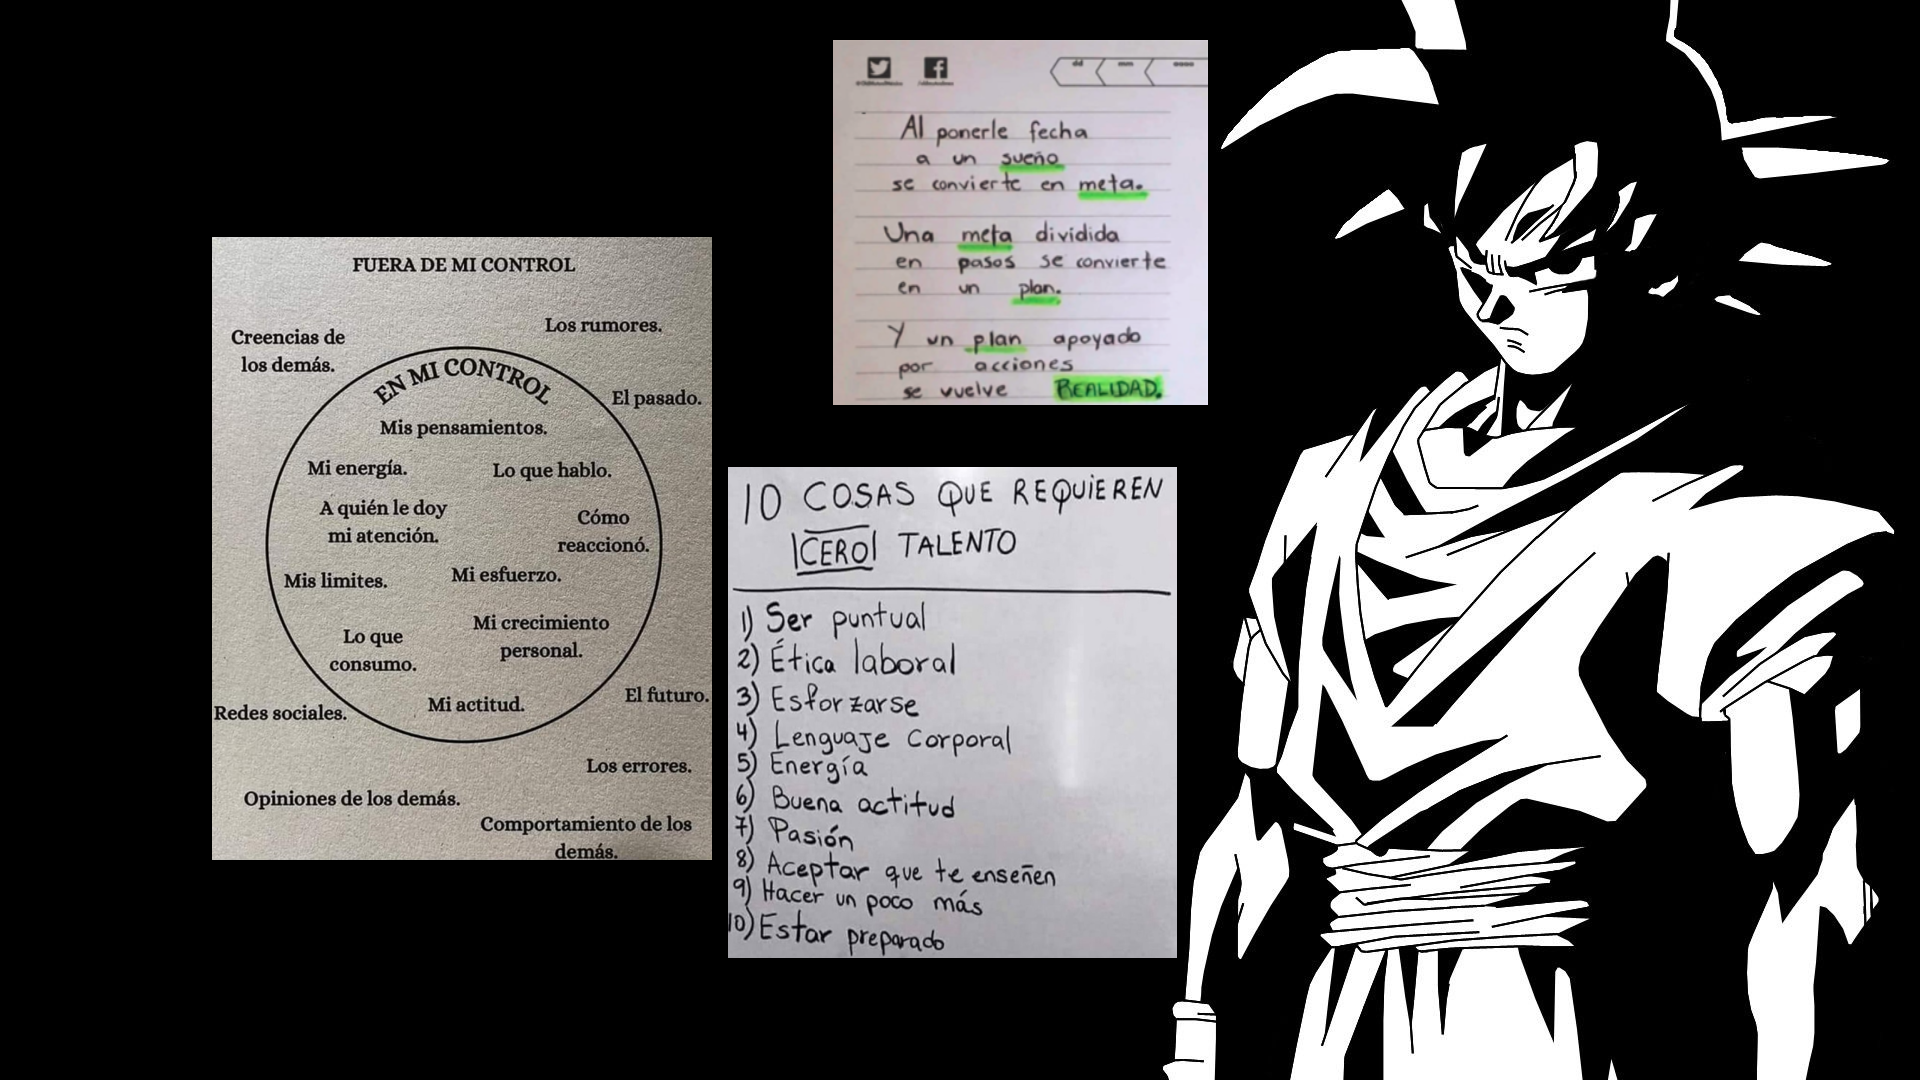 FUERA DE MI CONTROL
Los rumores.
Creencias de
los demás.
EN MI CONTROL
El pasado.
Mis pensamientos.
Mi energía.
Lo que hablo.
A quién le doy
mi atención.
Cómo
reaccionó.
Mis limites.
Mi esfuerzo.
Lo que
consumo.
Mi crecimiento
personal.
Mi actitud.
El futuro.
Redes sociales.
Los errores.
Opiniones de los demás.
Comportamiento de los
demás.
Al ponerle fecha
a un sueño
se convierte en meta.
Una meta dividida
en pasos se convierte
en un plan.
Y un plan apoyado
por acciones
se vuelve REALIDAD.
10 COSAS QUE REQUIEREN
CERO TALENTO
1) Ser puntual
2) Ética laboral
3) Esforzarse
4) Lenguaje corporal
5) Energía
6) Buena actitud
7) Pasión
8) Aceptar que te enseñen
9) Hacer un poco más
10) Estar preparado